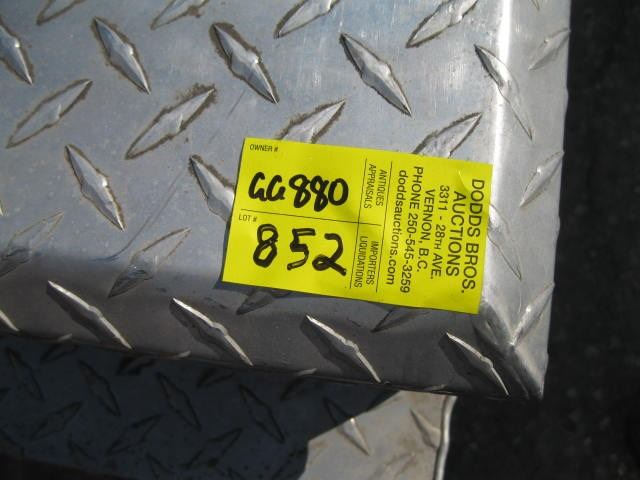 OWNER #
GG880
LOT #
852
ANTIQUES
APPRAISALS
IMPORTERS
LIQUIDATIONS
DODDS BROS.
AUCTIONS
3311 - 28TH AVE.
VERNON, B.C.
PHONE 250-545-3259
doddsauctions.com